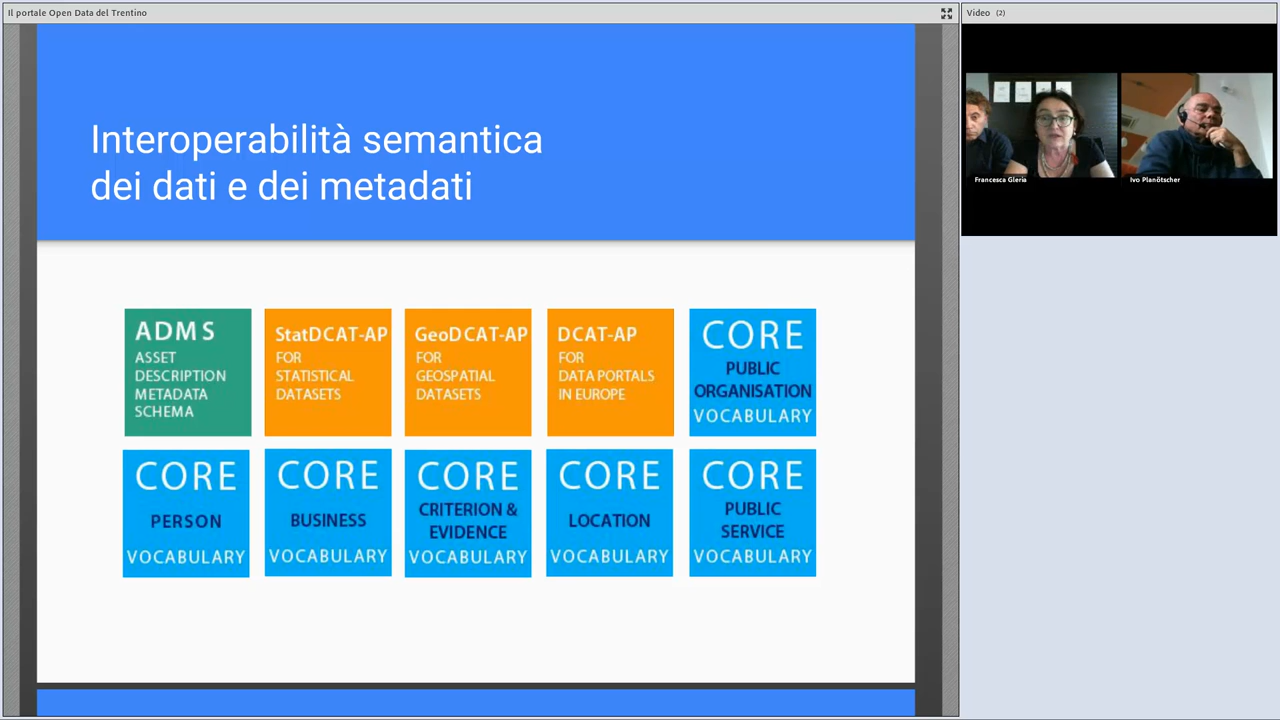 Il portale Open Data del Trentino
Video (2)
Interoperabilità semantica
dei dati e dei metadati
Francesca Gleria
Ivo Planötscher
ADMS
ASSET
DESCRIPTION
METADATA
SCHEMA
StatDCAT-AP
FOR
STATISTICAL
DATASETS
GeoDCAT-AP
FOR
GEOSPATIAL
DATASETS
DCAT-AP
FOR
DATA PORTALS
IN EUROPE
CORE
PUBLIC
ORGANISATION
VOCABULARY
CORE
PERSON
VOCABULARY
CORE
BUSINESS
VOCABULARY
CORE
CRITERION &
EVIDENCE
VOCABULARY
CORE
LOCATION
VOCABULARY
CORE
PUBLIC
SERVICE
VOCABULARY